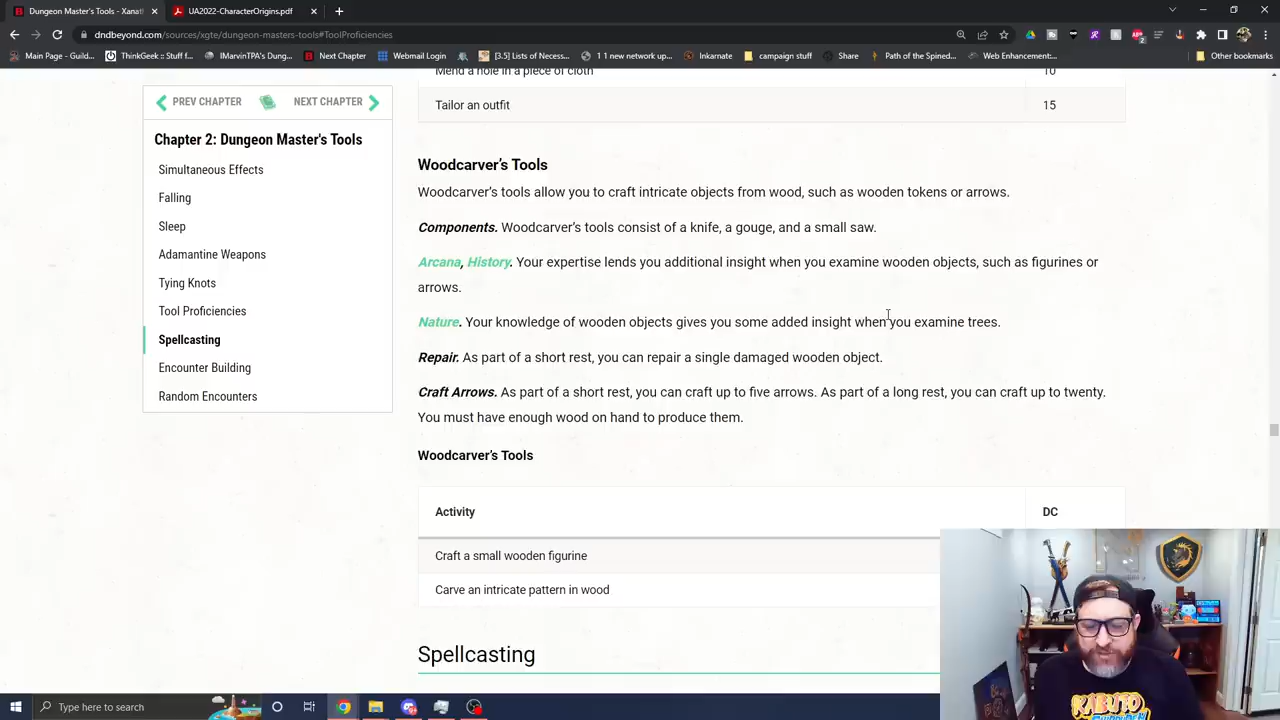 Dungeon Master's Tools - Xanat
UA2022-CharacterOrigins.pdf
dndbeyond.com/sources/xgte/dungeon-masters-tools#ToolProficiencies
Main Page - Guild...
ThinkGeek :: Stuff f...
IMarvinTPA's Dung...
Next Chapter
Webmail Login
[3.5] Lists of Necess...
1 1 new network up...
Inkarnate
campaign stuff
Share
Path of the Spined...
Web Enhancement:...
Other bookmarks
PREV CHAPTER
NEXT CHAPTER
Chapter 2: Dungeon Master's Tools
Simultaneous Effects
Falling
Sleep
Adamantine Weapons
Tying Knots
Tool Proficiencies
Spellcasting
Encounter Building
Random Encounters
Mend a hole in a piece of cloth 10
Tailor an outfit 15
Woodcarver's Tools
Woodcarver's tools allow you to craft intricate objects from wood, such as wooden tokens or arrows.
Components. Woodcarver's tools consist of a knife, a gouge, and a small saw.
Arcana, History. Your expertise lends you additional insight when you examine wooden objects, such as figurines or
arrows.
Nature. Your knowledge of wooden objects gives you some added insight when you examine trees.
Repair. As part of a short rest, you can repair a single damaged wooden object.
Craft Arrows. As part of a short rest, you can craft up to five arrows. As part of a long rest, you can craft up to twenty.
You must have enough wood on hand to produce them.
Woodcarver's Tools
Activity DC
Craft a small wooden figurine
Carve an intricate pattern in wood
Spellcasting
KABUTO
Type here to search